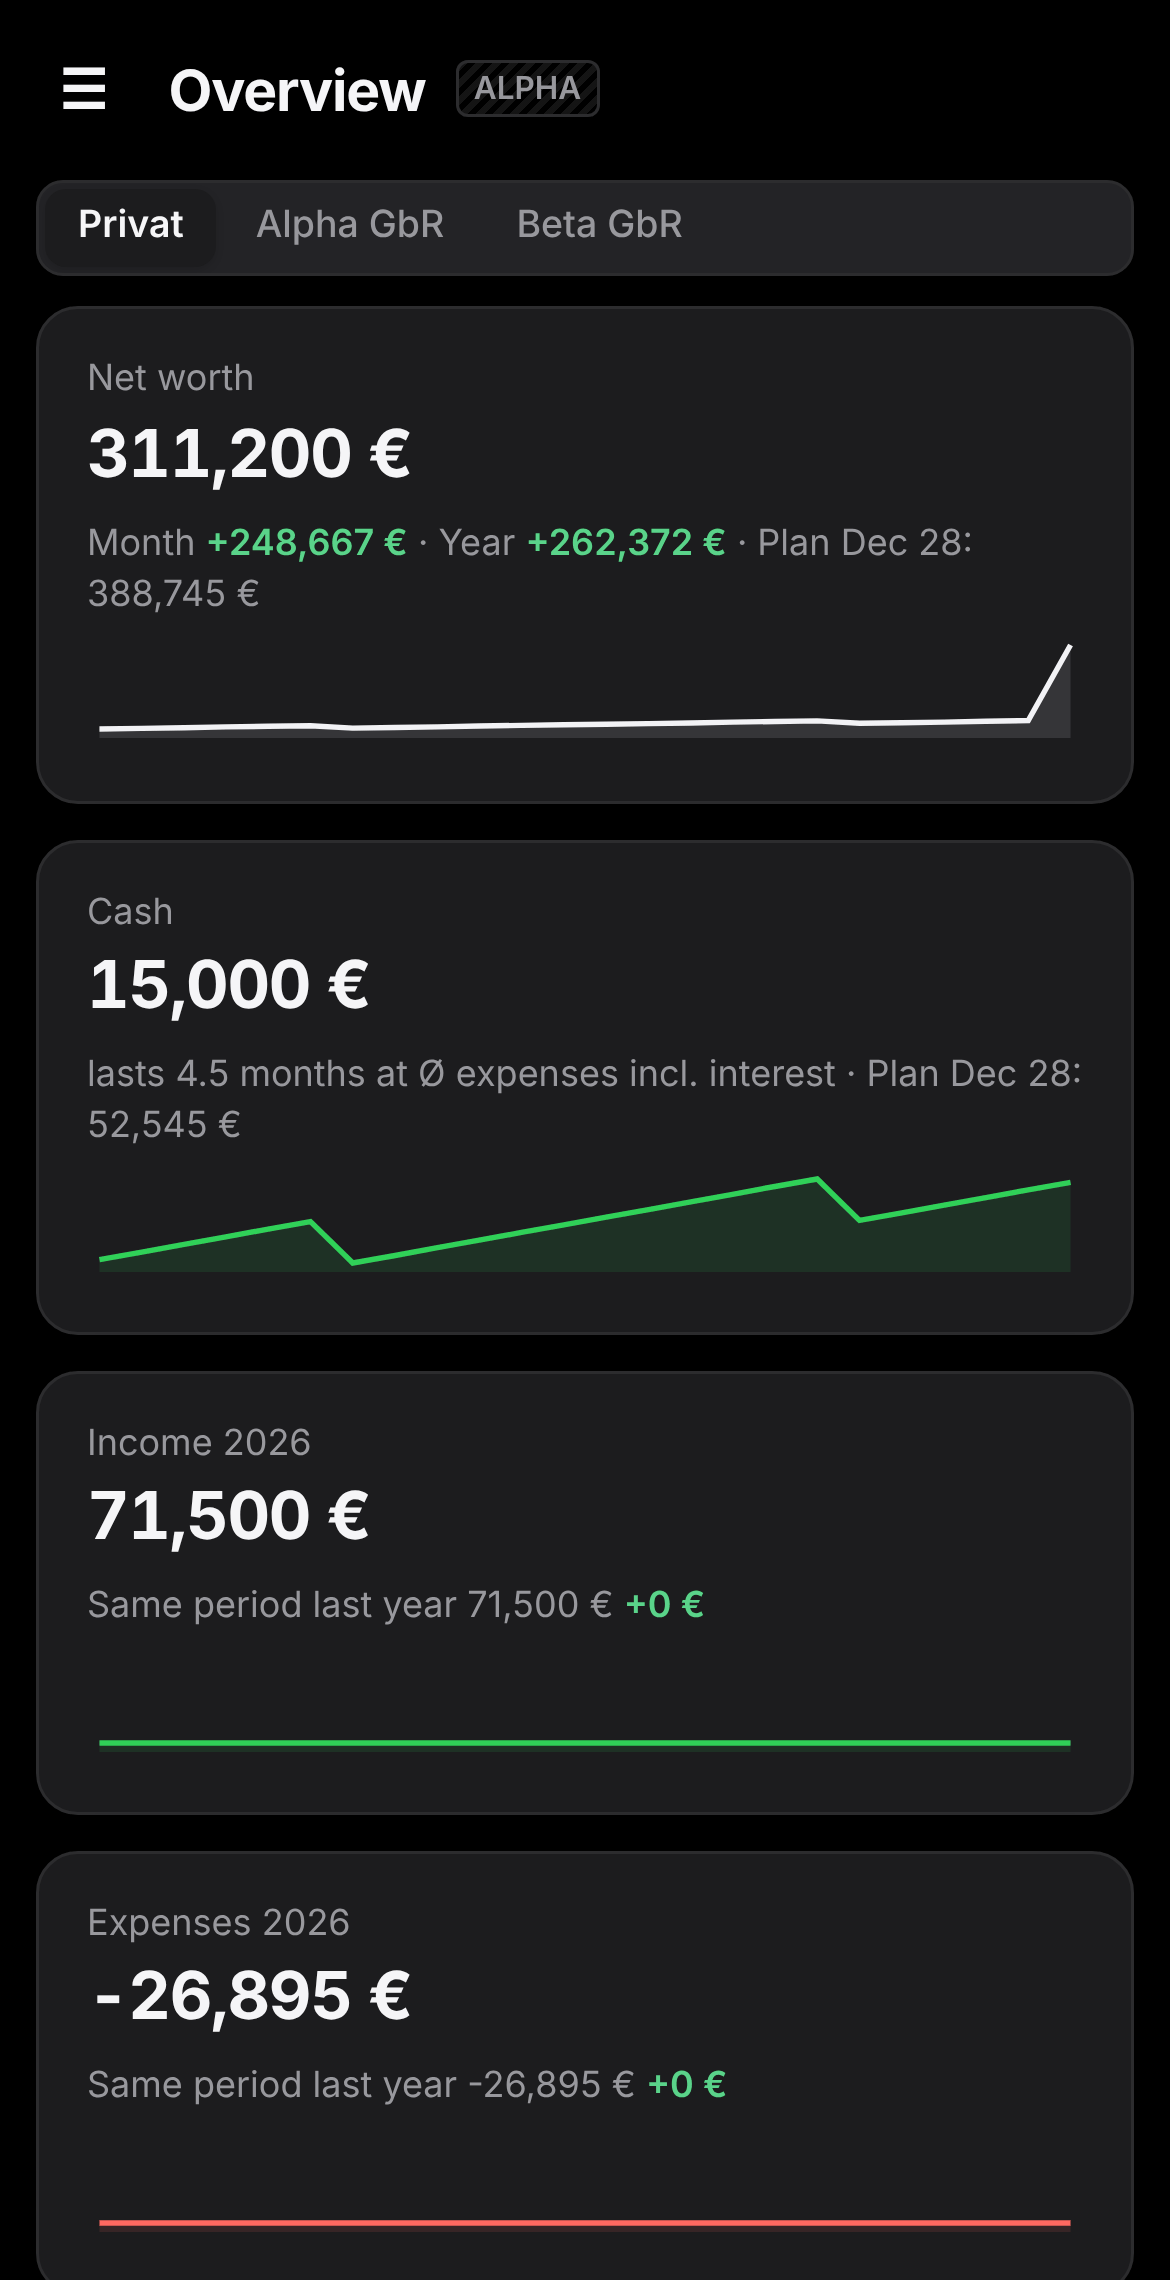 ☰ Overview ALPHA
Privat Alpha GbR Beta GbR
Net worth
311,200 €
Month +248,667 € · Year +262,372 € · Plan Dec 28:
388,745 €
Cash
15,000 €
lasts 4.5 months at Ø expenses incl. interest · Plan Dec 28:
52,545 €
Income 2026
71,500 €
Same period last year 71,500 € +0 €
Expenses 2026
-26,895 €
Same period last year -26,895 € +0 €